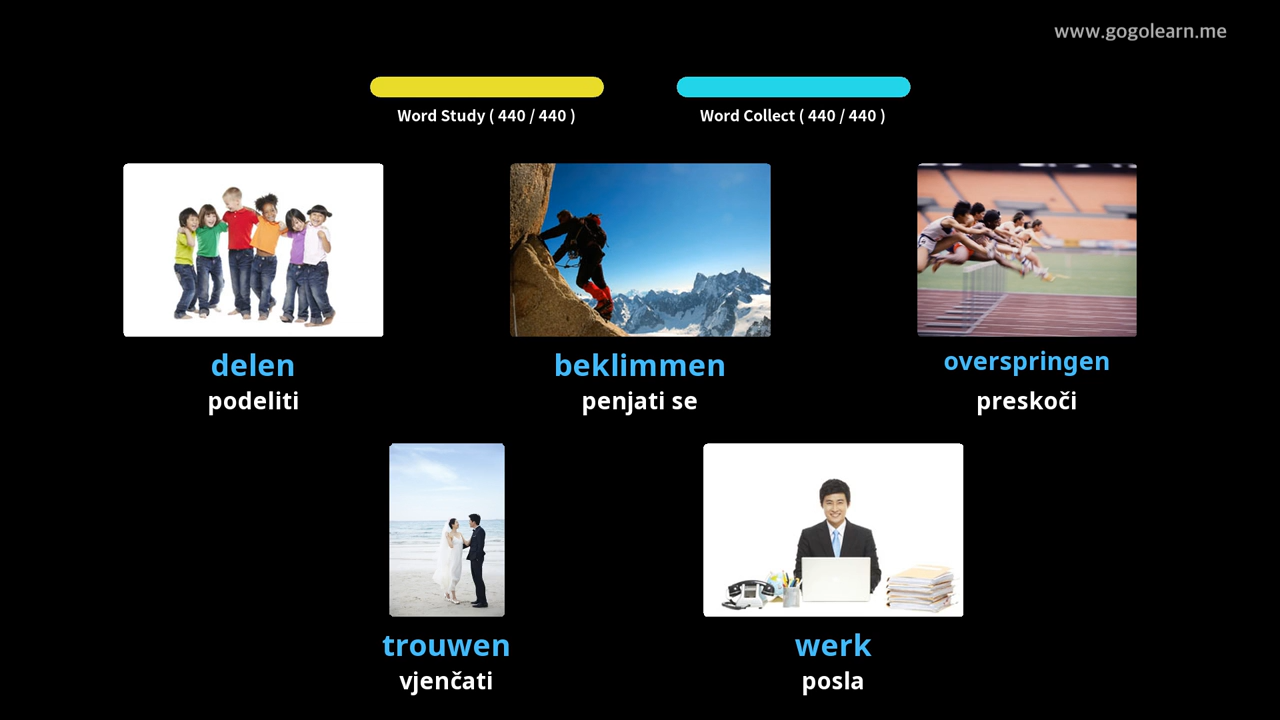 www.gogolearn.me
Word Study ( 440 / 440 )
Word Collect ( 440 / 440 )
delen
podeliti
beklimmen
penjati se
overspringen
preskoči
trouwen
vjenčati
werk
posla